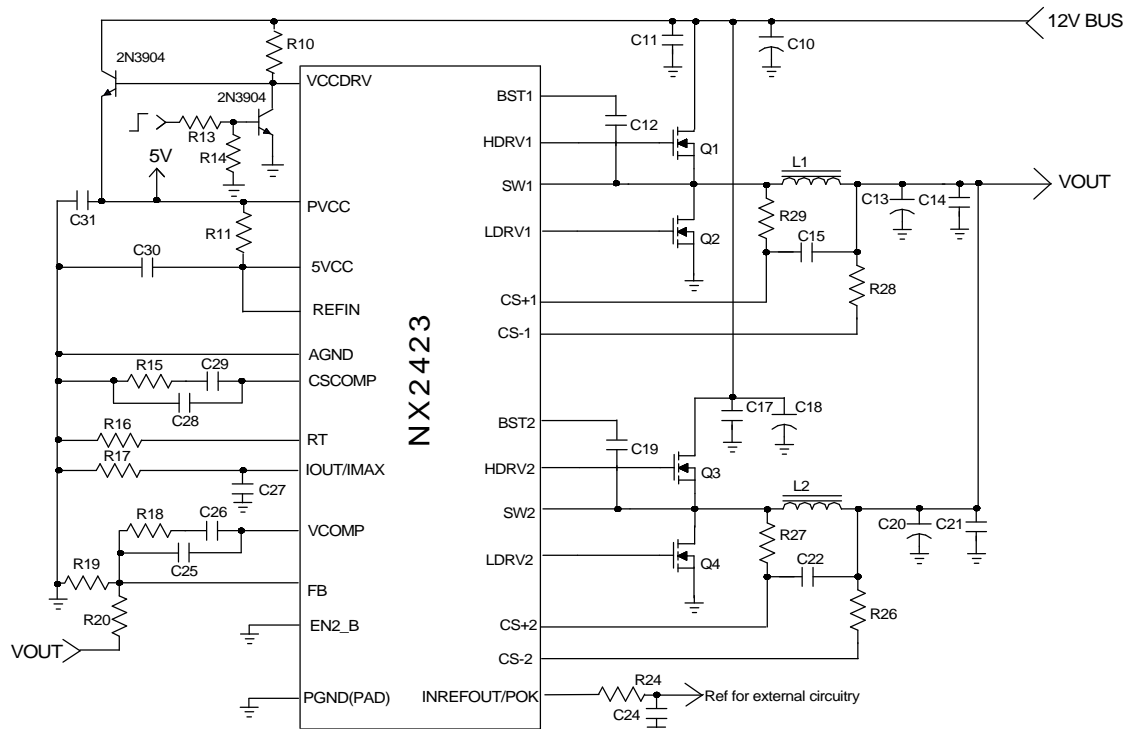 12V BUS
C11
C10
R10
2N3904
VCCDRV
2N3904
BST1
C12
R13
HDRV1
Q1
R14
5V
L1
SW1
VOUT
C31
PVCC
C13
C14
R29
R11
LDRV1
Q2
C15
C30
5VCC
R28
REFIN
CS+1
CS-1
AGND
NX2423
R15
C29
CSCOMP
C28
C17
C18
BST2
R16
RT
C19
R17
IOUT/IMAX
HDRV2
Q3
L2
C27
SW2
R18
C26
VCOMP
C20
C21
R27
C25
LDRV2
Q4
C22
R19
FB
R26
R20
EN2_B
CS+2
VOUT
CS-2
R24
PGND(PAD)
INREFOUT/POK
Ref for external circuitry
C24